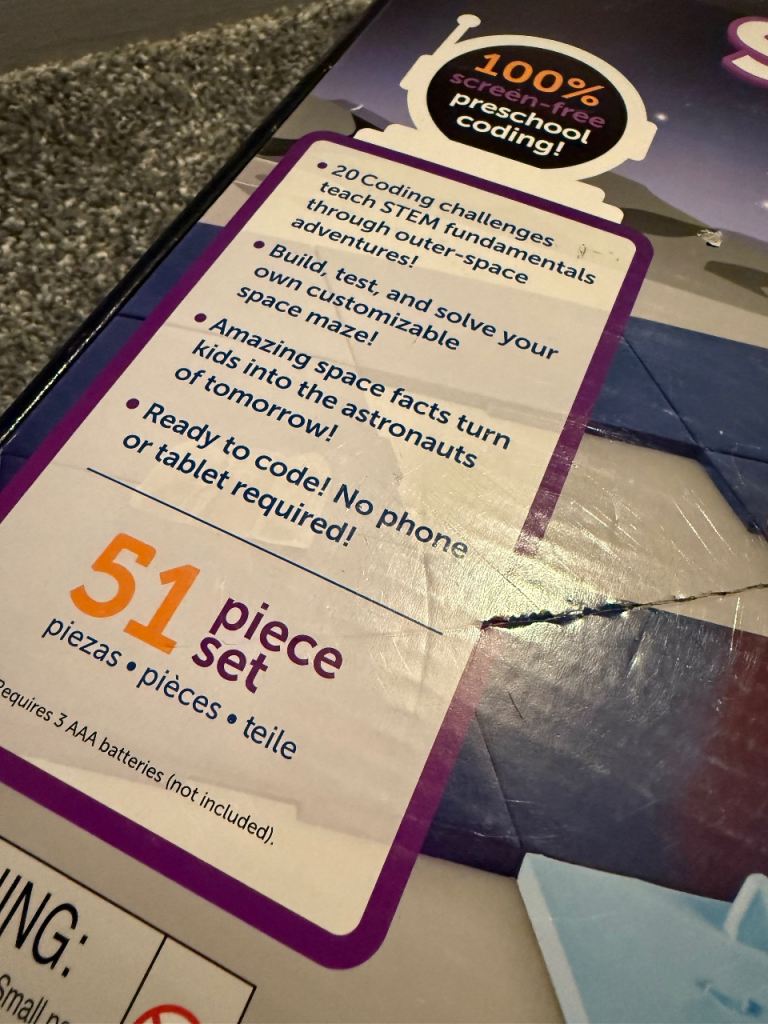 100%
screen-free
preschool
coding!
• 20 Coding challenges
teach STEM fundamentals
through outer-space
adventures!
• Build, test, and solve your
own customizable
space maze!
• Amazing space facts turn
kids into the astronauts
of tomorrow!
• Ready to code! No phone
or tablet required!
51 piece
set
piezas • pièces • teile
Requires 3 AAA batteries (not included).
ING:
Small